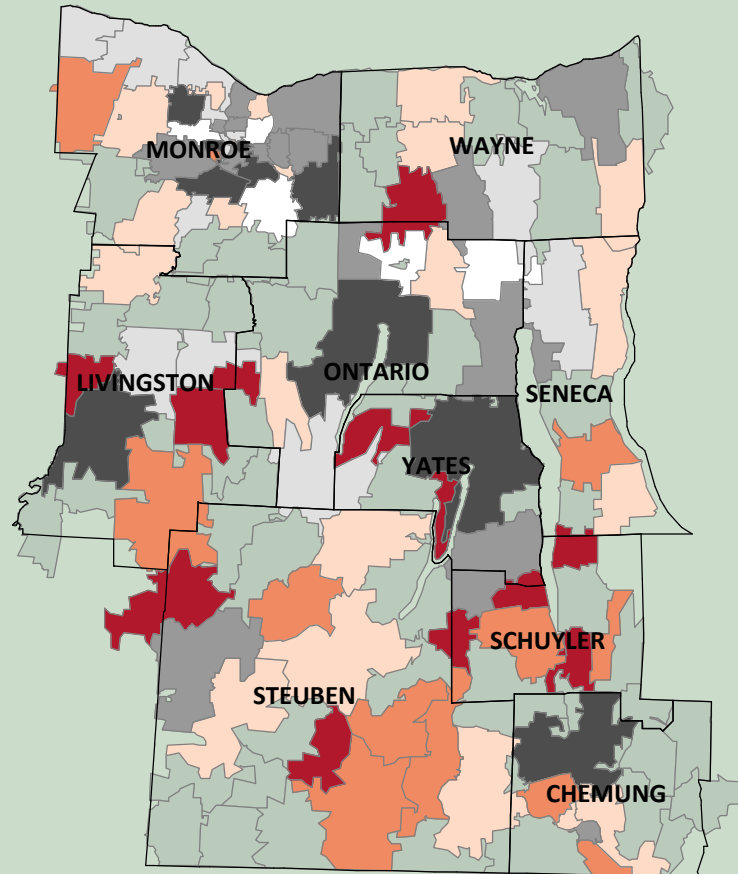 MONROE
WAYNE
LIVINGSTON
ONTARIO
SENECA
YATES
SCHUYLER
STEUBEN
CHEMUNG